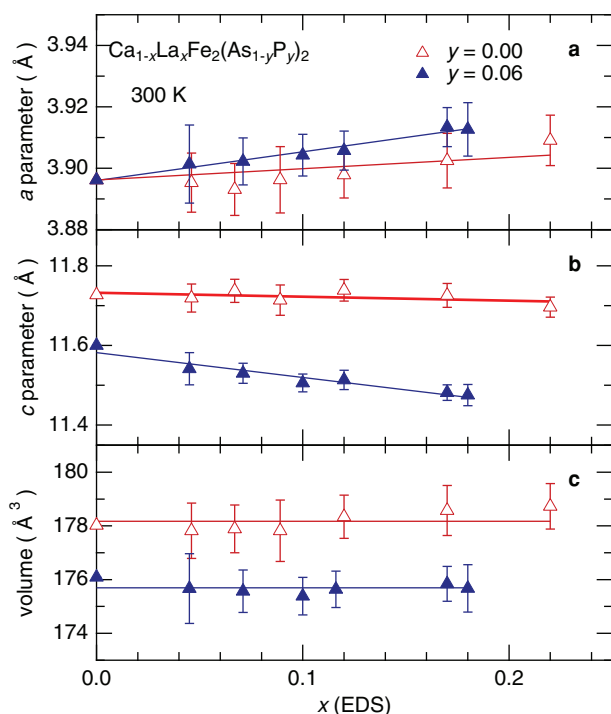 Ca1-xLaxFe2(As1-yPy)2
300 K
y = 0.00
y = 0.06
a
3.94
3.92
3.90
3.88
a parameter ( Å )
b
11.8
11.6
11.4
c parameter ( Å )
c
180
178
176
174
volume ( Å 3 )
0.0
0.1
0.2
x (EDS)